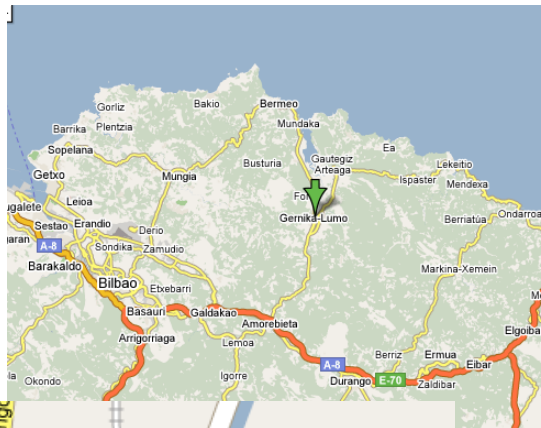 Gorliz
Bakio
Bermeo
Barrika
Plentzia
Mundaka
Sopelana
Ea
Gautegiz
Arteaga
Busturia
Lekeitio
Getxo
Mungia
Ispaster
Mendexa
Leioa
Gernika-Lumo
Berriatúa
Ondarroa
Sestao
Erandio
Derio
A-8
Sondika
Zamudio
Barakaldo
Markina-Xemein
Bilbao
Etxebarri
Basauri
Galdakao
Amorebieta
Arrigorriaga
Lemoa
Elgoibar
Berriz
Ermua
Eibar
A-8
Okondo
Igorre
Durango
E-70
Zaldibar